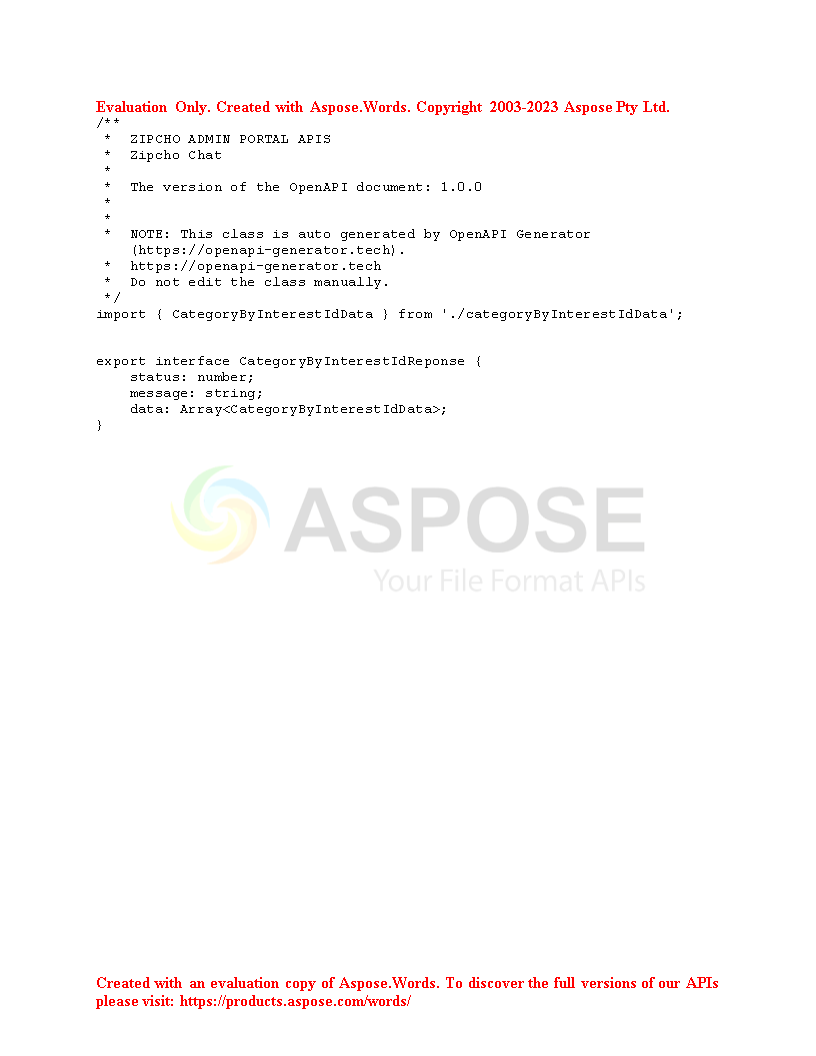 Evaluation Only. Created with Aspose.Words. Copyright 2003-2023 Aspose Pty Ltd.
/**
 *  ZIPCHO ADMIN PORTAL APIS
 *  Zipcho Chat
 *
 *  The version of the OpenAPI document: 1.0.0
 *
 *
 *  NOTE: This class is auto generated by OpenAPI Generator
    (https://openapi-generator.tech).
 *  https://openapi-generator.tech
 *  Do not edit the class manually.
 */
import { CategoryByInterestIdData } from './categoryByInterestIdData';
export interface CategoryByInterestIdReponse {
    status: number;
    message: string;
    data: Array<CategoryByInterestIdData>;
}
ASPOSE
Your File Format APIs
Created with an evaluation copy of Aspose.Words. To discover the full versions of our APIs
please visit: https://products.aspose.com/words/